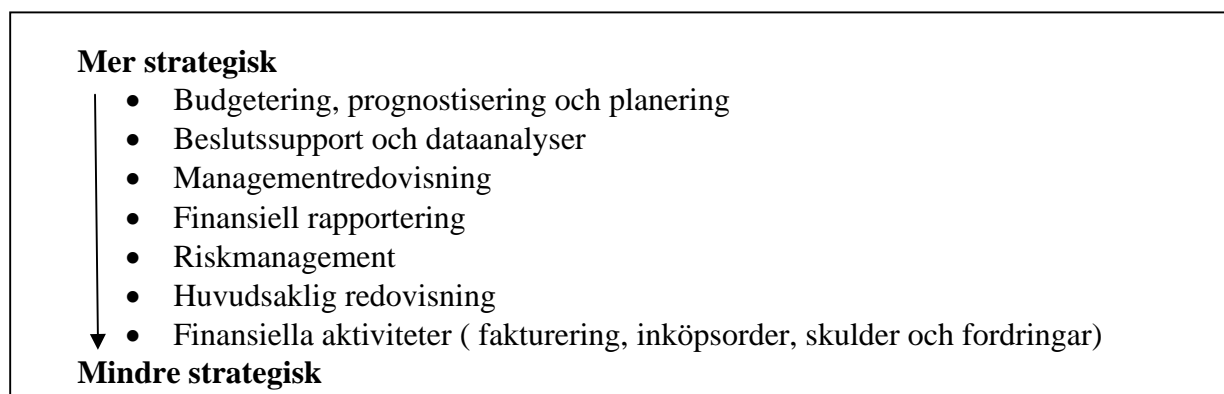 Mer strategisk
• Budgetering, prognostisering och planering
• Beslutssupport och dataanalyser
• Managementredovisning
• Finansiell rapportering
• Riskmanagement
• Huvudsaklig redovisning
• Finansiella aktiviteter ( fakturering, inköpsorder, skulder och fordringar)
Mindre strategisk